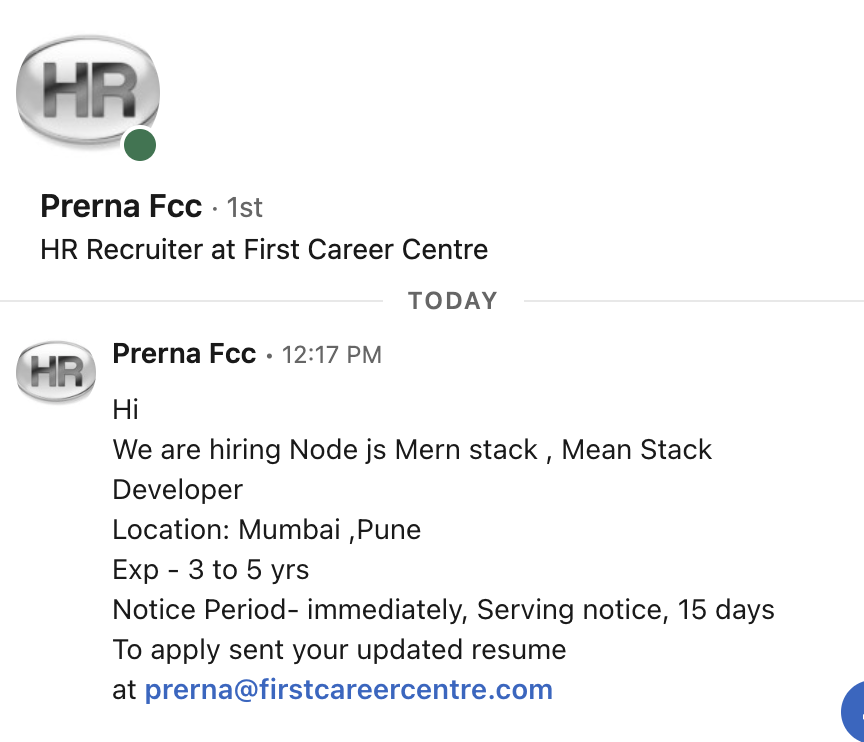 HR
Prerna Fcc · 1st
HR Recruiter at First Career Centre
TODAY
HR
Prerna Fcc • 12:17 PM
Hi
We are hiring Node js Mern stack , Mean Stack
Developer
Location: Mumbai ,Pune
Exp - 3 to 5 yrs
Notice Period- immediately, Serving notice, 15 days
To apply sent your updated resume
at prerna@firstcareercentre.com